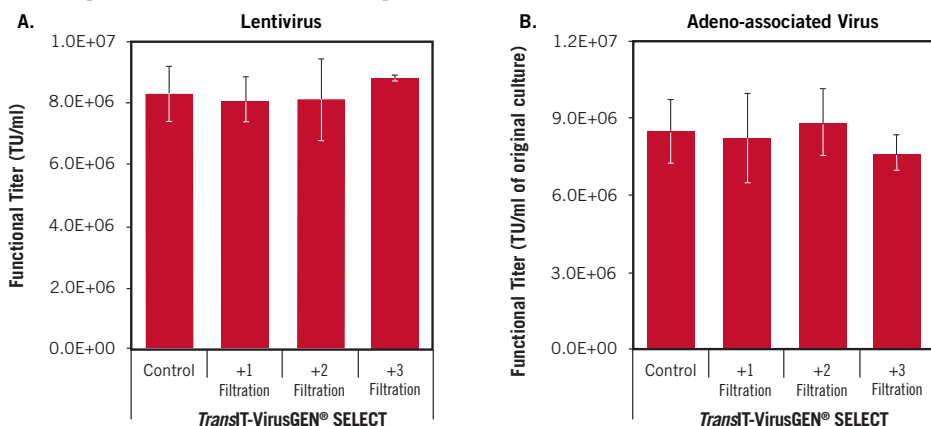 A. Lentivirus
Functional Titer (TU/ml)
1.0E+07
8.0E+06
6.0E+06
4.0E+06
2.0E+06
0.0E+00
Control +1 +2 +3
Filtration Filtration Filtration
TransIT-VirusGEN® SELECT
B. Adeno-associated Virus
Functional Titer (TU/ml of original culture)
1.2E+07
9.0E+06
6.0E+06
3.0E+06
0.0E+00
Control +1 +2 +3
Filtration Filtration Filtration
TransIT-VirusGEN® SELECT